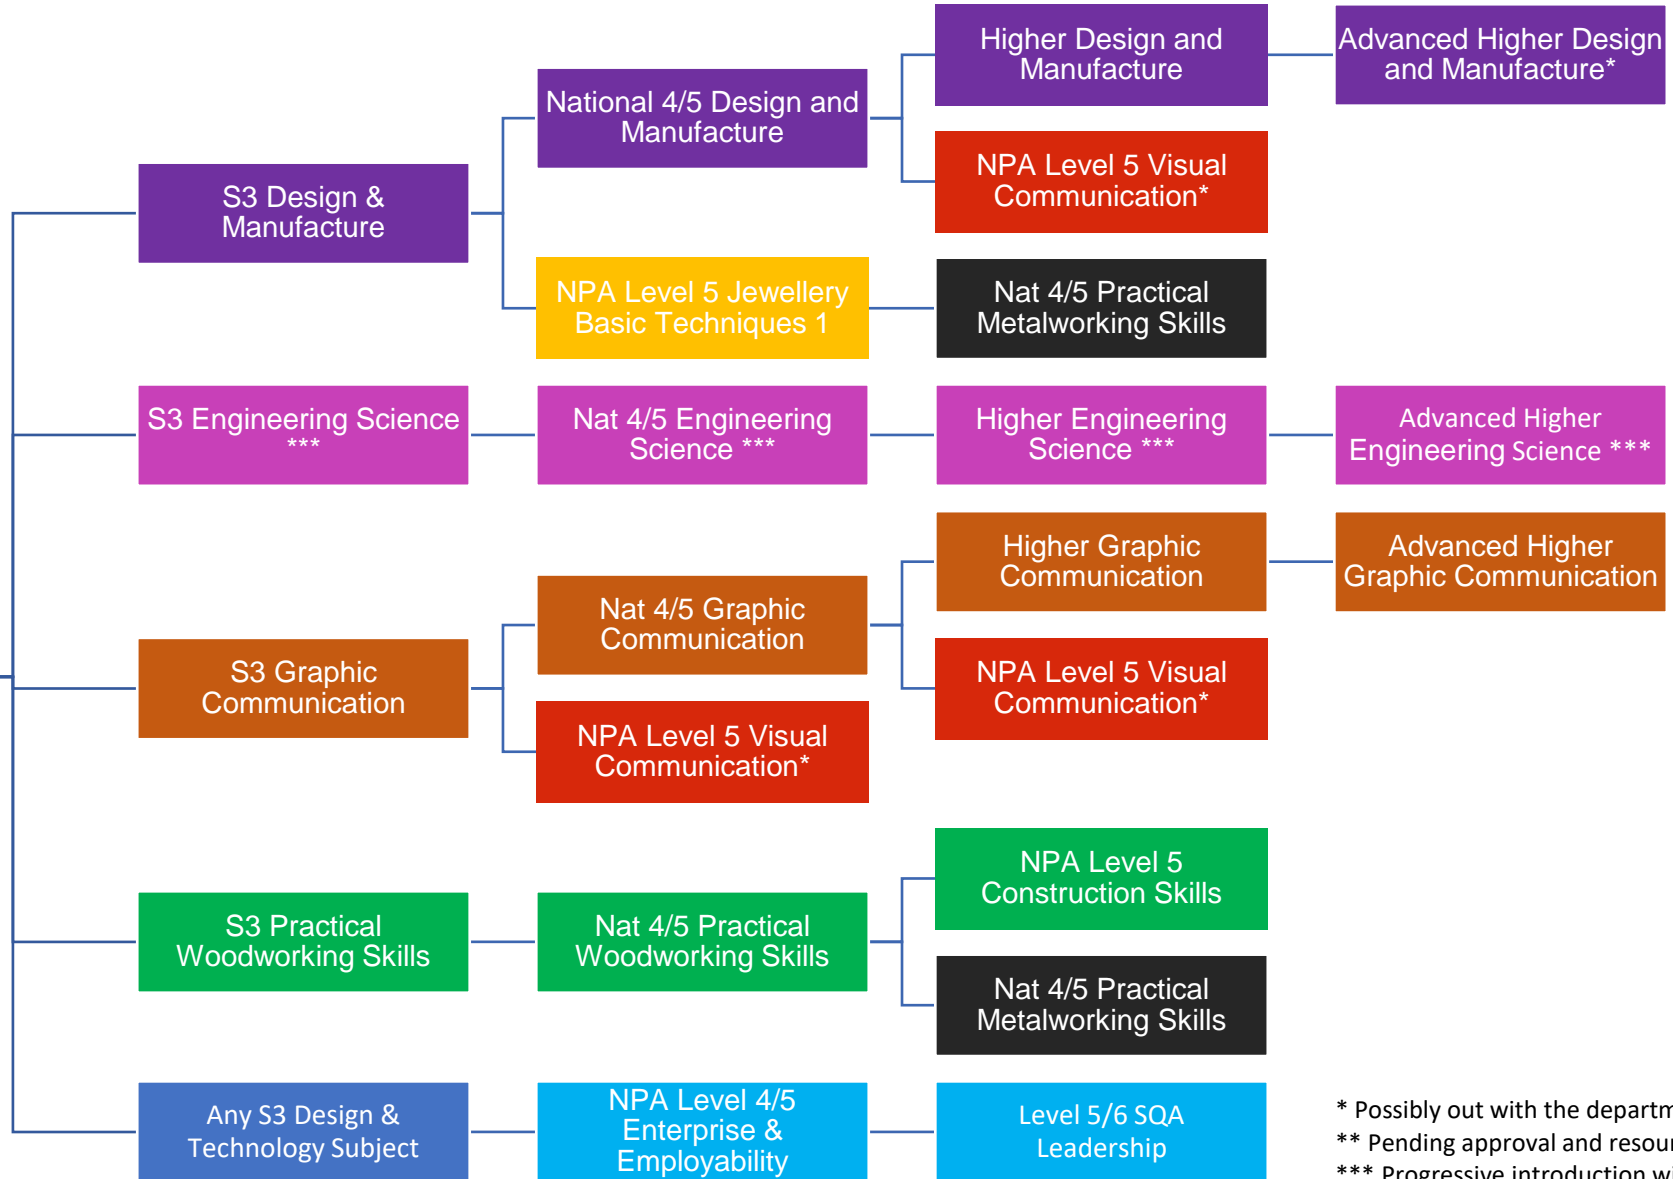 Higher Design and
Manufacture
Advanced Higher Design
and Manufacture*
National 4/5 Design and
Manufacture
NPA Level 5 Visual
Communication*
S3 Design &
Manufacture
NPA Level 5 Jewellery
Basic Techniques 1
Nat 4/5 Practical
Metalworking Skills
S3 Engineering Science
***
Nat 4/5 Engineering
Science ***
Higher Engineering
Science ***
Advanced Higher
Engineering Science ***
Higher Graphic
Communication
Advanced Higher
Graphic Communication
Nat 4/5 Graphic
Communication
S3 Graphic
Communication
NPA Level 5 Visual
Communication*
NPA Level 5 Visual
Communication*
NPA Level 5
Construction Skills
S3 Practical
Woodworking Skills
Nat 4/5 Practical
Woodworking Skills
Nat 4/5 Practical
Metalworking Skills
Any S3 Design &
Technology Subject
NPA Level 4/5
Enterprise &
Employability
Level 5/6 SQA
Leadership
* Possibly out with the
** Pending approval and
*** Progressive introduction